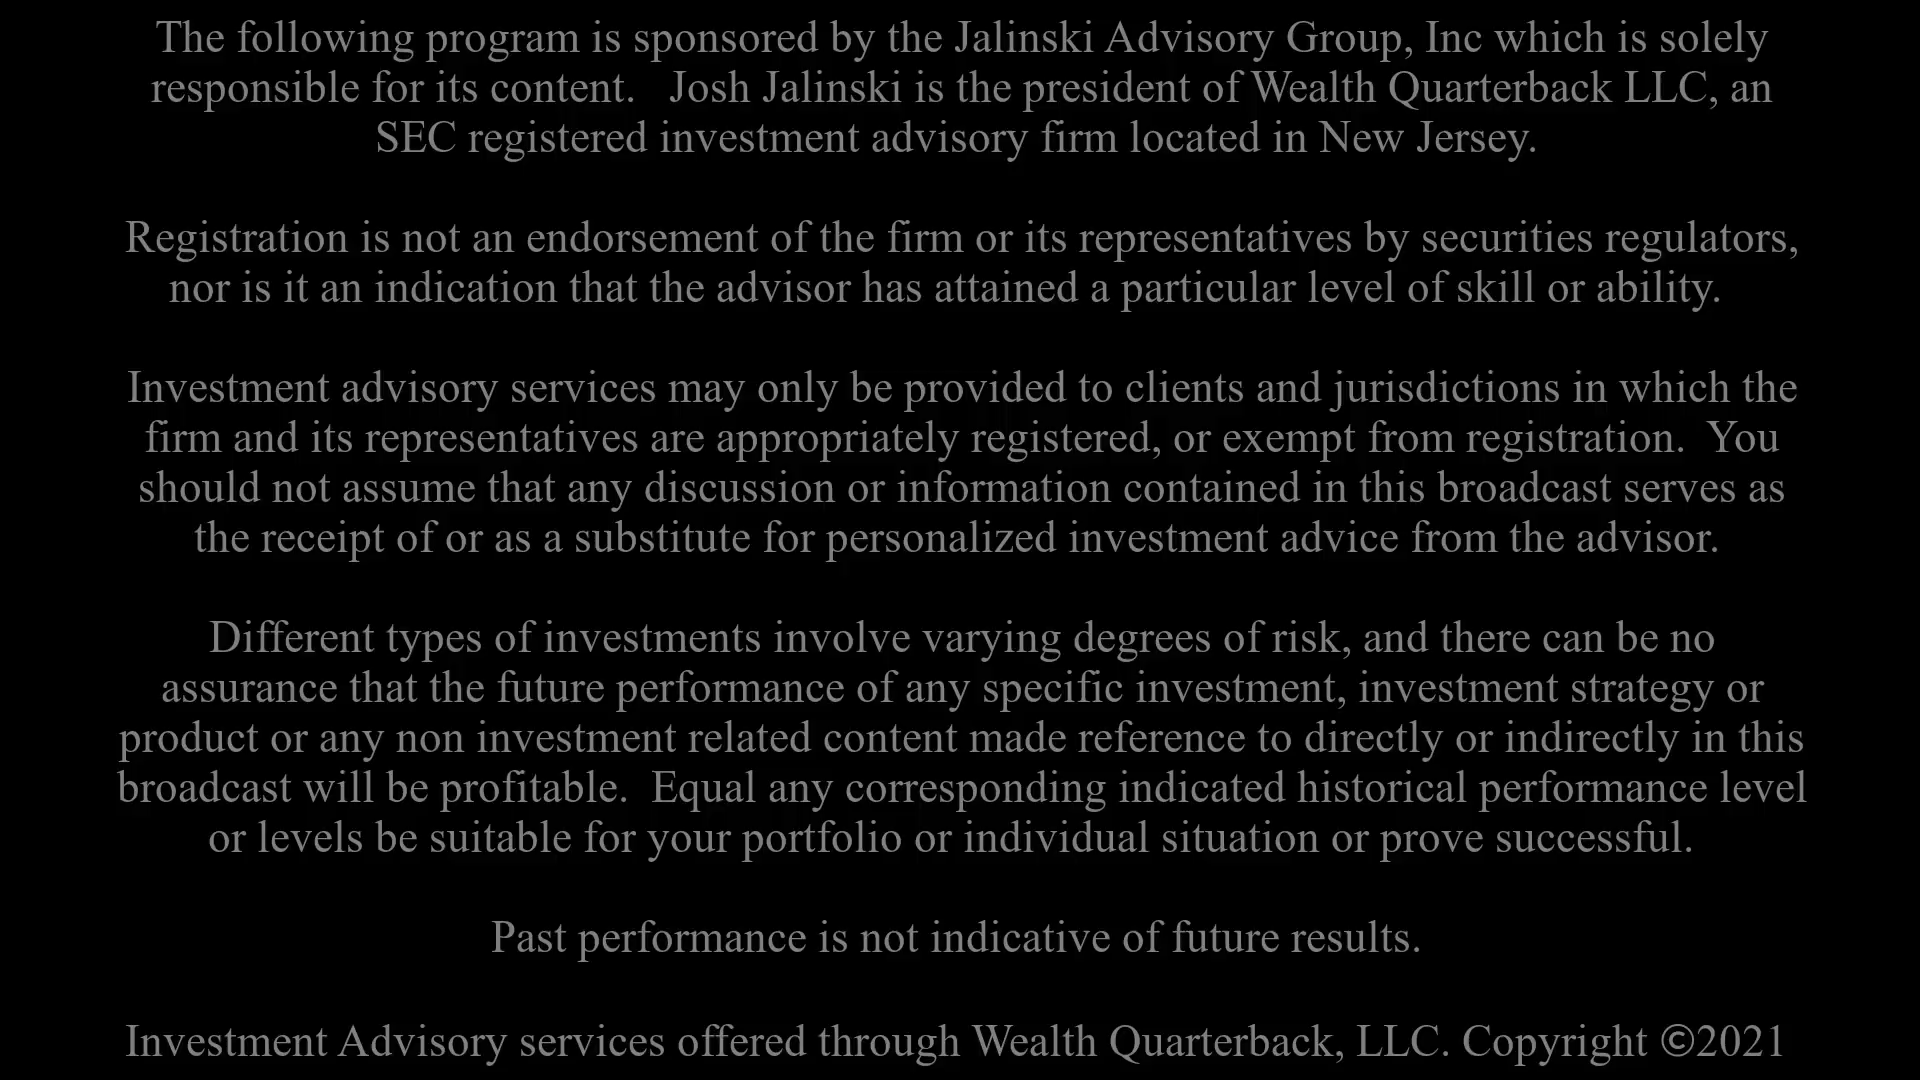 The following program is sponsored by the Jalinski Advisory Group, Inc which is solely
responsible for its content.   Josh Jalinski is the president of Wealth Quarterback LLC, an
SEC registered investment advisory firm located in New Jersey.
Registration is not an endorsement of the firm or its representatives by securities regulators,
nor is it an indication that the advisor has attained a particular level of skill or ability.
Investment advisory services may only be provided to clients and jurisdictions in which the
firm and its representatives are appropriately registered, or exempt from registration.  You
should not assume that any discussion or information contained in this broadcast serves as
the receipt of or as a substitute for personalized investment advice from the advisor.
Different types of investments involve varying degrees of risk, and there can be no
assurance that the future performance of any specific investment, investment strategy or
product or any non investment related content made reference to directly or indirectly in this
broadcast will be profitable.  Equal any corresponding indicated historical performance level
or levels be suitable for your portfolio or individual situation or prove successful.
Past performance is not indicative of future results.
Investment Advisory services offered through Wealth Quarterback, LLC. Copyright ©2021